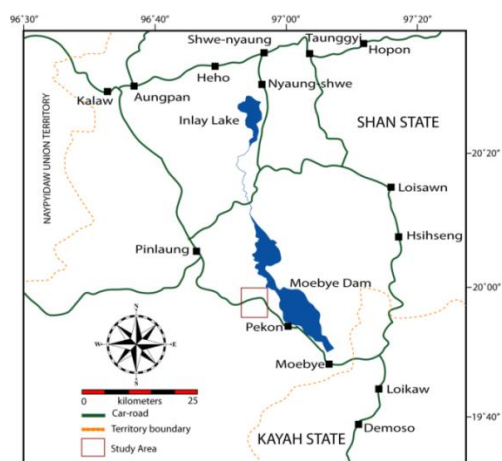 96'30 96'40 97'00 97'20
Taunggyi
Shwe-nyaung
Hopon
Heho
Kalaw
Aungpan
Nyaung-shwe
Inlay Lake
SHAN STATE
NAYPYIDAW UNION TERRITORY
20'20
Loisawn
Hsihseng
Pinlaung
Moebye Dam
20'00
Pekon
Moebye
N
W
E
S
0 kilometers 25
Car-road
Territory boundary
Study Area
Loikaw
19'40
Demoso
KAYAH STATE